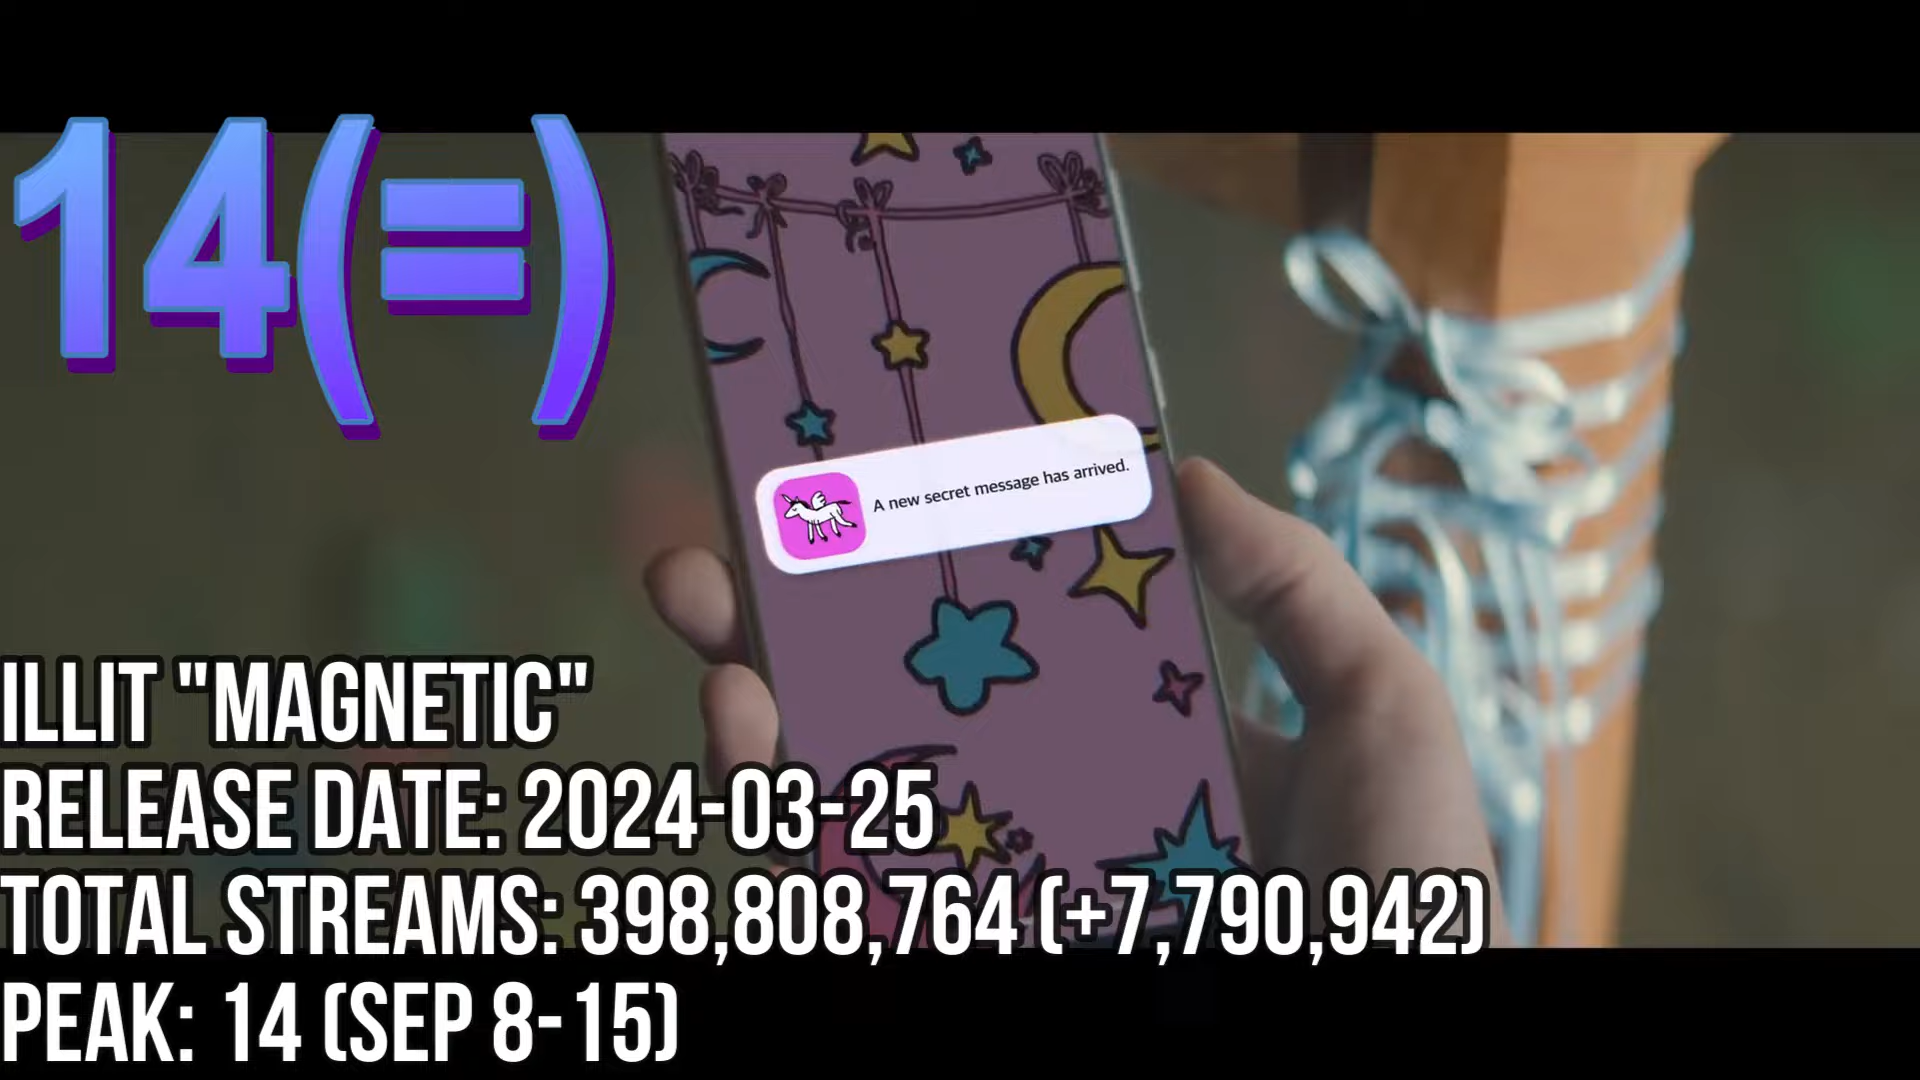 14(=)
A new secret message has arrived.
ILLIT "MAGNETIC"
RELEASE DATE: 2024-03-25
TOTAL STREAMS: 398,808,764 (+7,790,942)
PEAK: 14 (SEP 8-15)